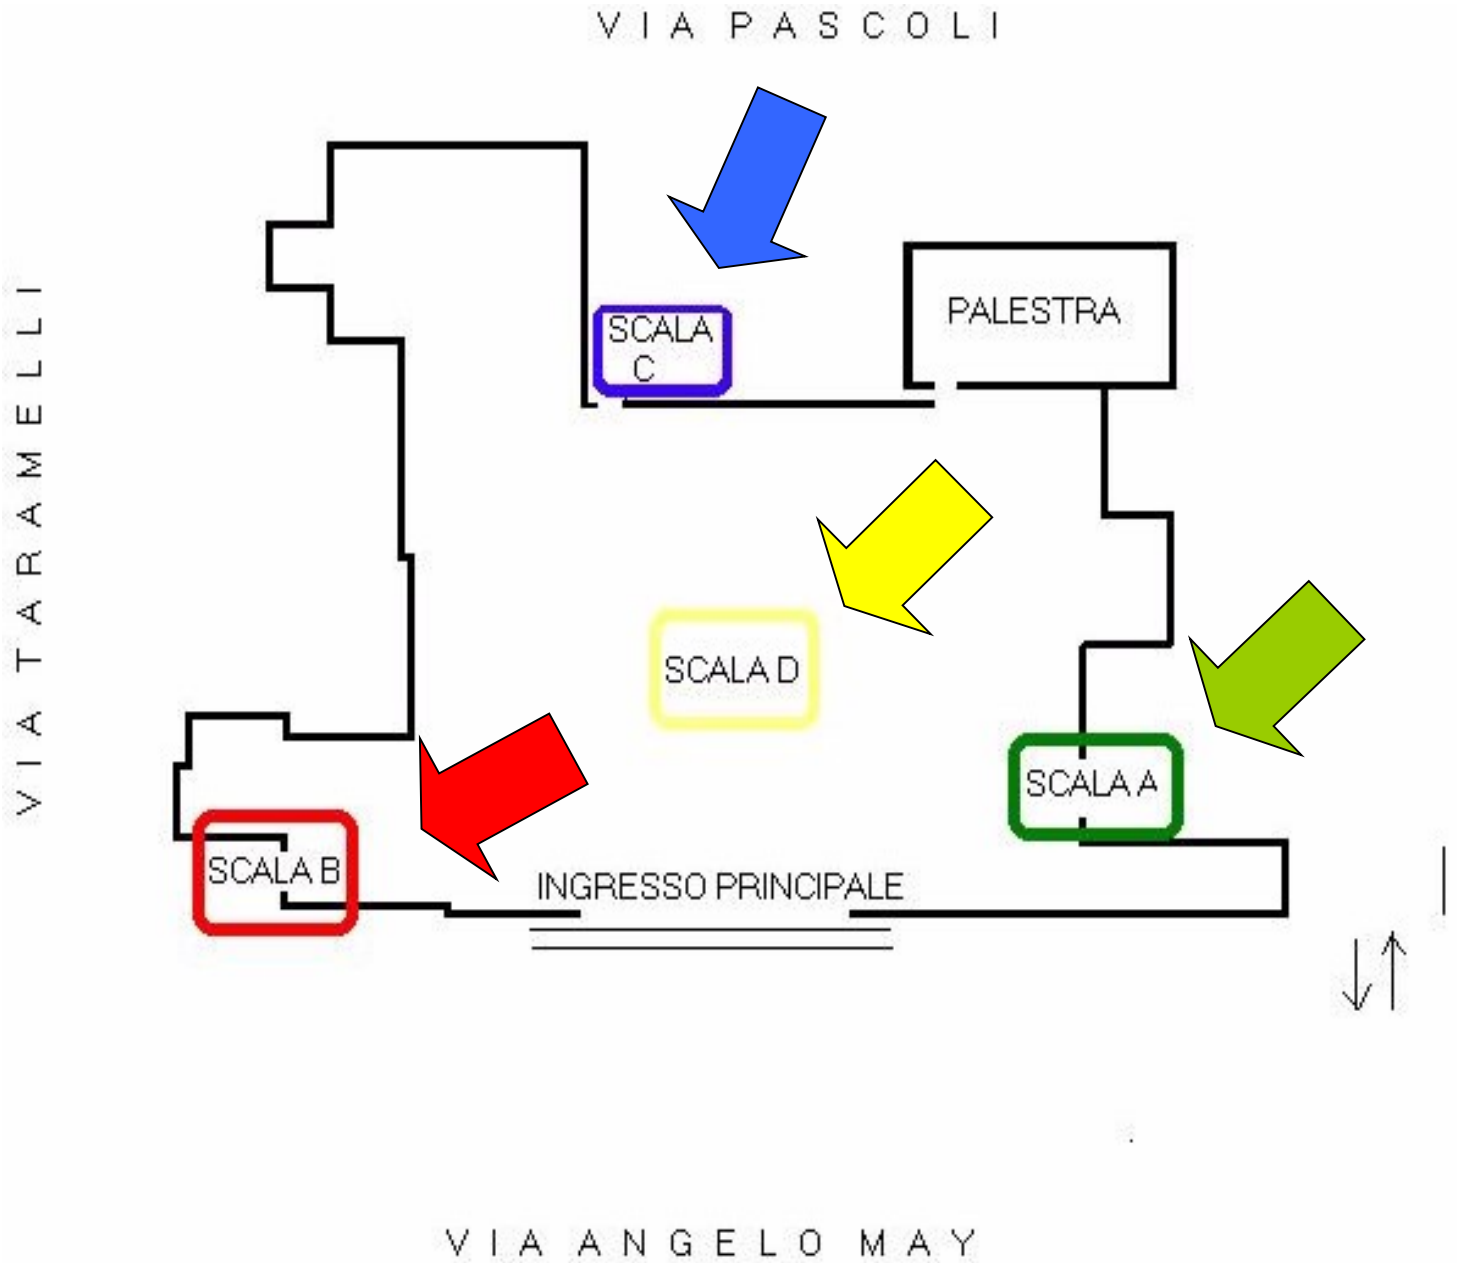 VIA PASCOLI
SCALA
C
PALESTRA
VIA TARAMELLI
SCALA D
SCALA A
SCALA B
INGRESSO PRINCIPALE
VIA ANGELO MAY